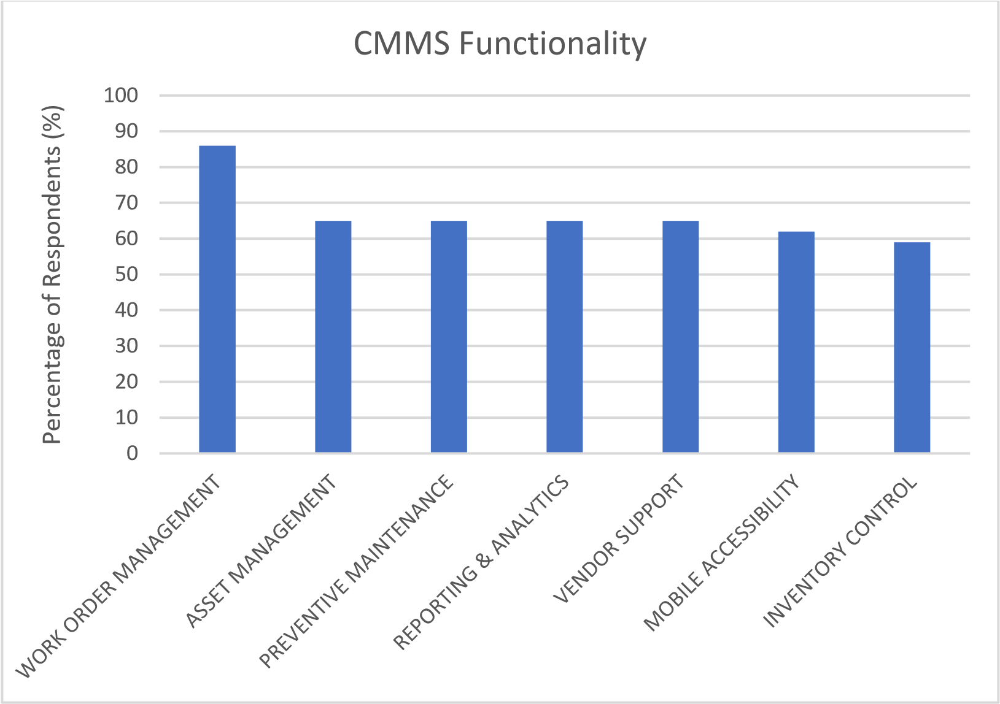 CMMS Functionality
Percentage of Respondents (%)
100
90
80
70
60
50
40
30
20
10
0
WORK ORDER MANAGEMENT
ASSET MANAGEMENT
PREVENTIVE MAINTENANCE
REPORTING & ANALYTICS
VENDOR SUPPORT
MOBILE ACCESSIBILITY
INVENTORY CONTROL